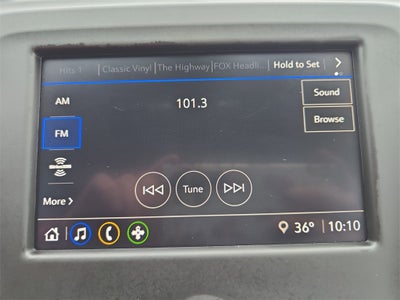 Hits 1 Classic Vinyl The Highway FOX Headli... Hold to Set
AM
101.3
Sound
FM
Browse
Tune
More
36° 10:10